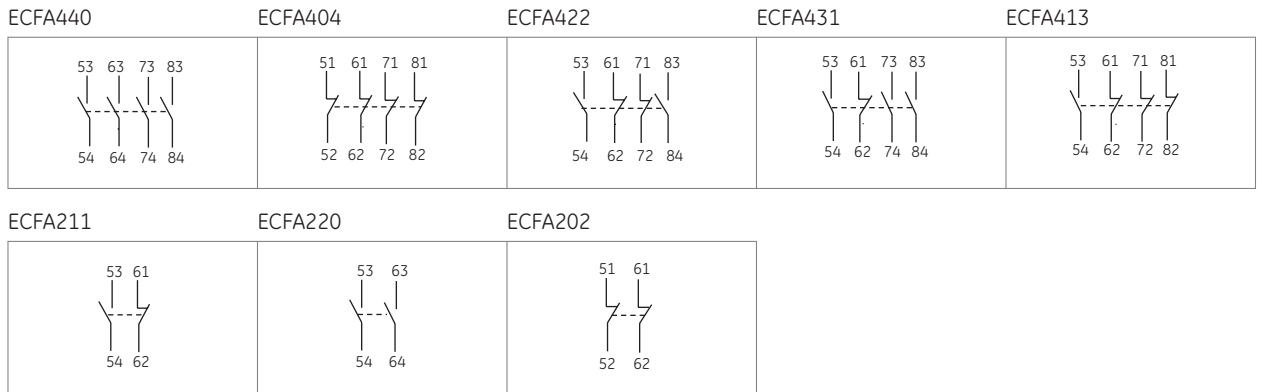 ECFA440 ECFA404 ECFA422 ECFA431 ECFA413
53 63 73 83 51 61 71 81 53 61 71 83 53 61 73 83 53 61 71 81
54 64 74 84 52 62 72 82 54 62 72 84 54 62 74 84 54 62 72 82
ECFA211 ECFA220 ECFA202
53 61 53 63 51 61
54 62 54 64 52 62